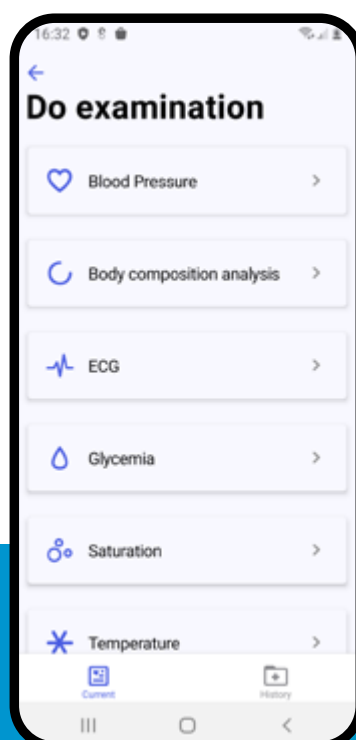 16:32
Do examination
Blood Pressure
Body composition analysis
ECG
Glycemia
Saturation
Temperature
Current
History